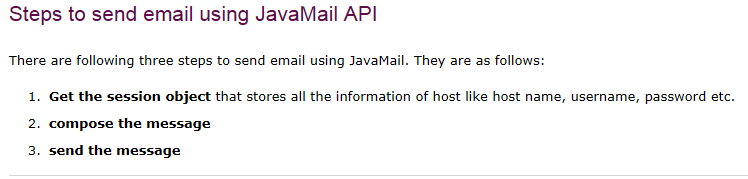 Steps to send email using JavaMail API
There are following three steps to send email using JavaMail. They are as follows:
1. Get the session object that stores all the information of host like host name, username, password etc.
2. compose the message
3. send the message